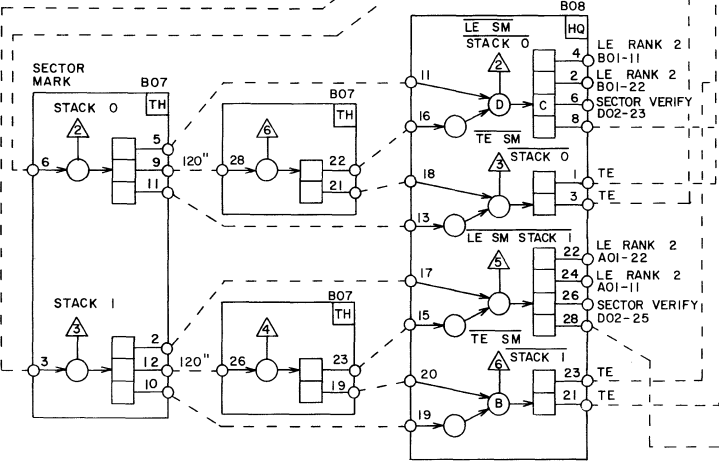 B08
HQ
LE SM
STACK 0
2
4
LE RANK 2
B01-11
2
LE RANK 2
B01-22
6
SECTOR VERIFY
D02-23
8
11
D
C
16
SECTOR
MARK
B07
TH
STACK 0
2
6
5
9
11
120"
B07
TH
6
28
22
21
TE SM
STACK 0
3
18
13
1
TE
3
TE
LE SM STACK 1
5
17
15
22
LE RANK 2
A01-22
24
LE RANK 2
A01-11
26
SECTOR VERIFY
D02-25
28
STACK 1
3
3
2
12
10
120"
B07
TH
4
26
23
19
TE SM
STACK 1
6
20
B
19
23
TE
21
TE